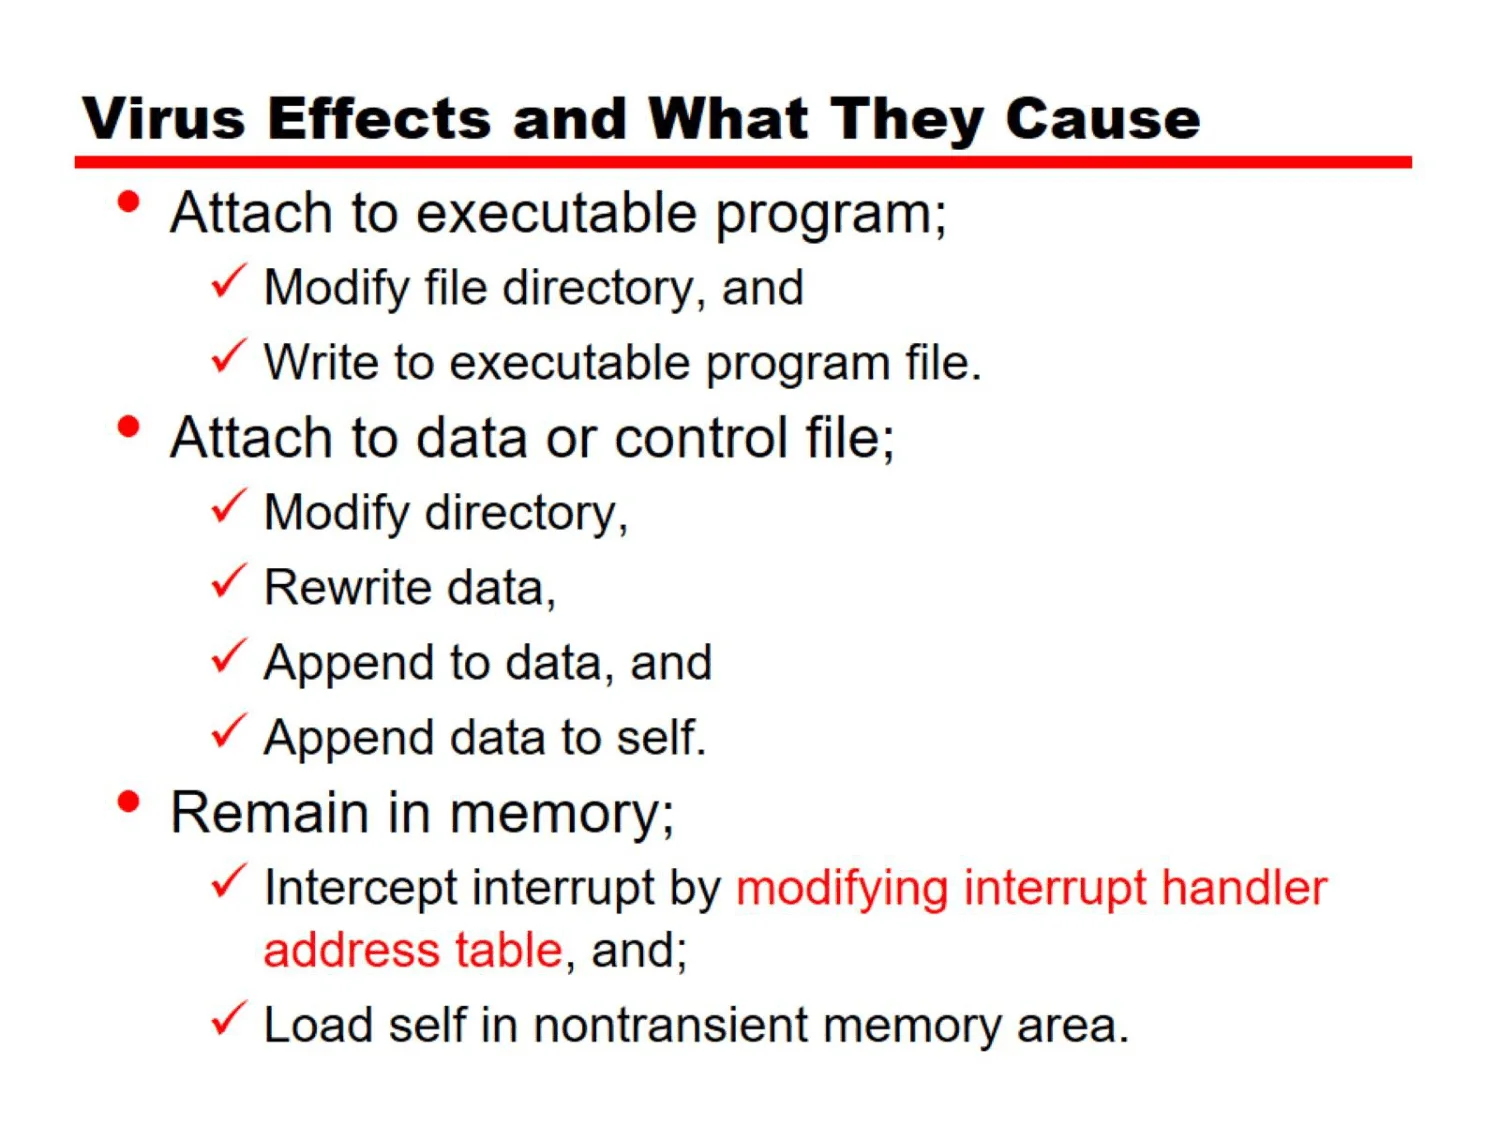 Virus Effects and What They Cause
• Attach to executable program;
✓ Modify file directory, and
✓ Write to executable program file.
• Attach to data or control file;
✓ Modify directory,
✓ Rewrite data,
✓ Append to data, and
✓ Append data to self.
• Remain in memory;
✓ Intercept interrupt by modifying interrupt handler
address table, and;
✓ Load self in nontransient memory area.